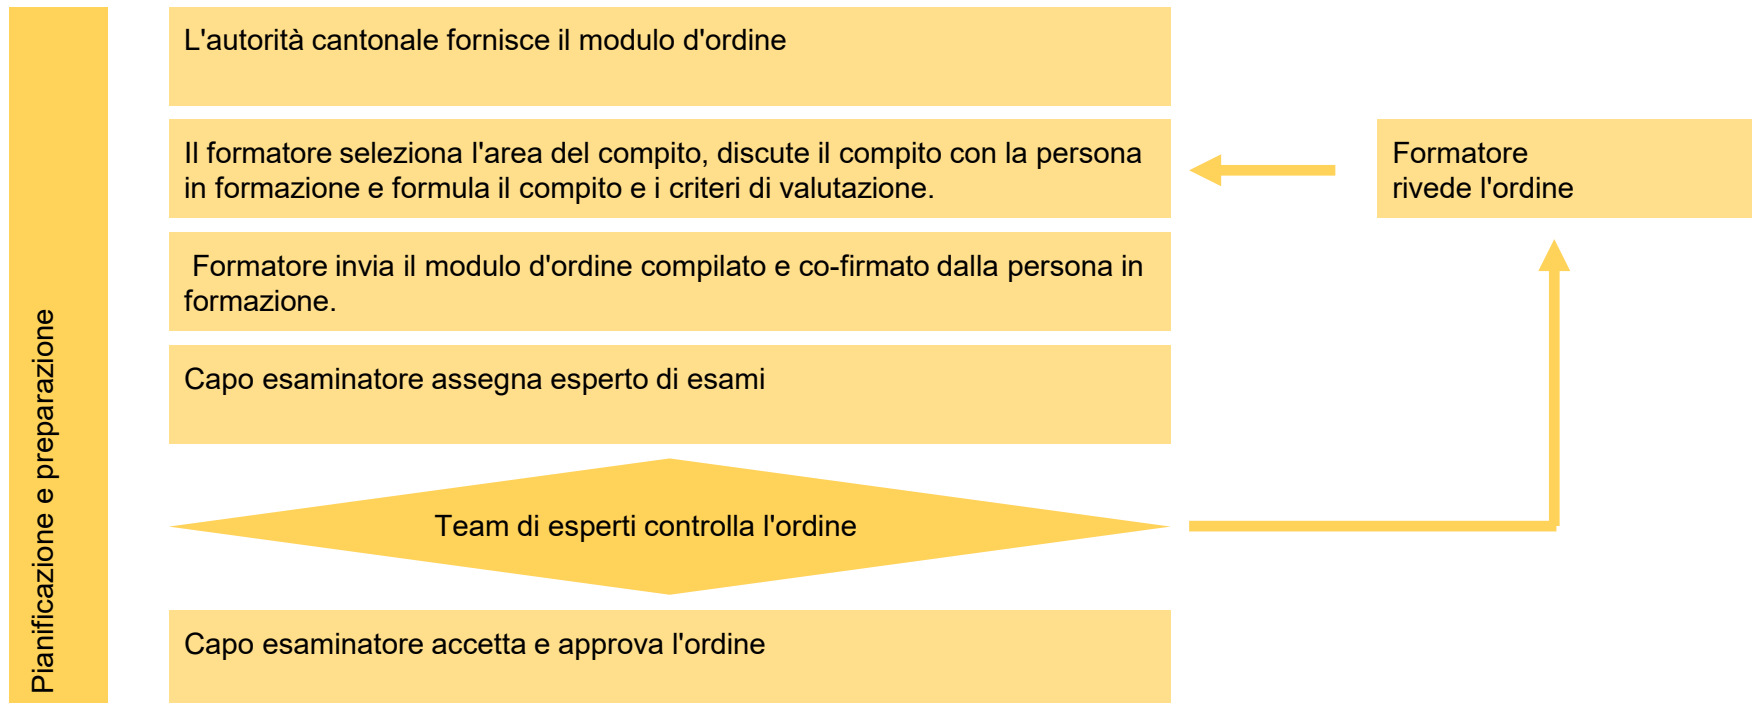 Pianificazione e preparazione
L'autorità cantonale fornisce il modulo d'ordine
Il formatore seleziona l'area del compito, discute il compito con la persona
in formazione e formula il compito e i criteri di valutazione.
Formatore
rivede l'ordine
Formatore invia il modulo d'ordine compilato e co-firmato dalla persona in
formazione.
Capo esaminatore assegna esperto di esami
Team di esperti controlla l'ordine
Capo esaminatore accetta e approva l'ordine